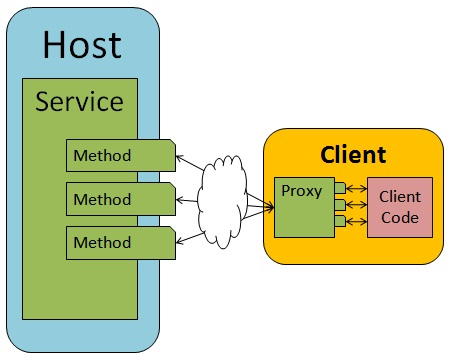 Host
Service
Method
Method
Method
Client
Proxy
Client
Code